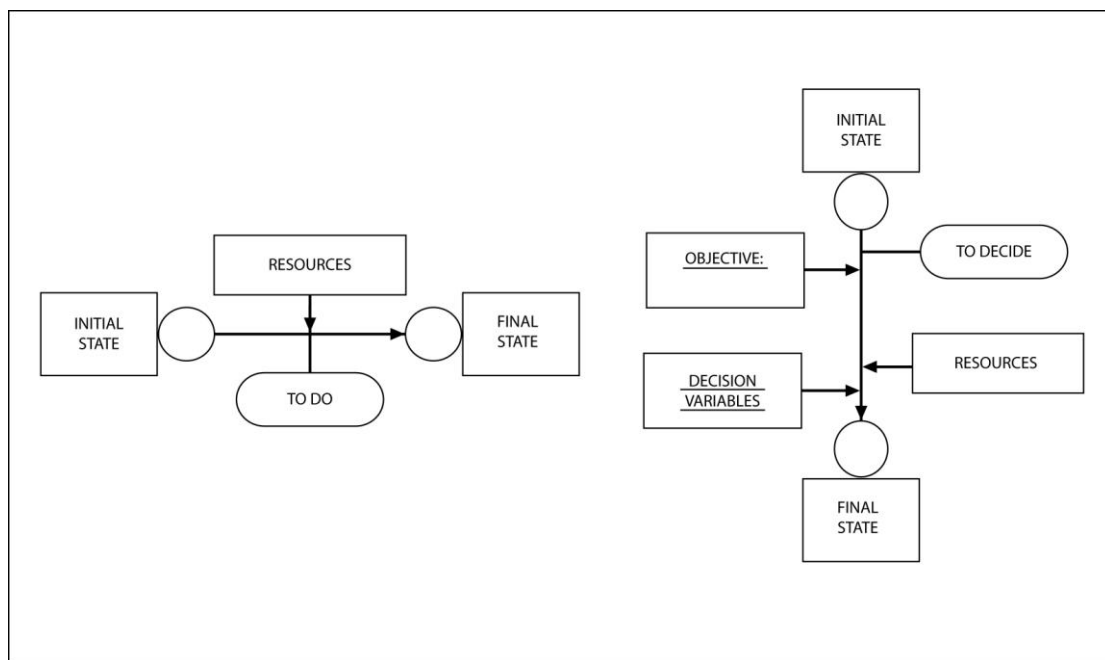 RESOURCES
INITIAL
STATE
FINAL
STATE
TO DO
INITIAL
STATE
OBJECTIVE:
TO DECIDE
DECISION
VARIABLES
RESOURCES
FINAL
STATE